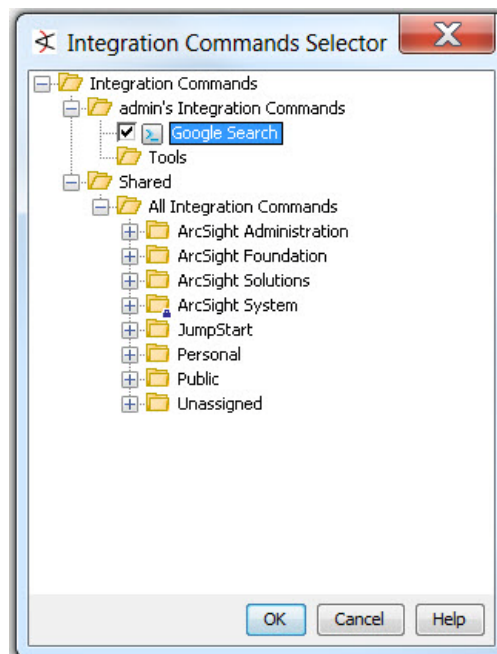 Integration Commands Selector
Integration Commands
admin's Integration Commands
Google Search
Tools
Shared
All Integration Commands
ArcSight Administration
ArcSight Foundation
ArcSight Solutions
ArcSight System
JumpStart
Personal
Public
Unassigned
OK Cancel Help